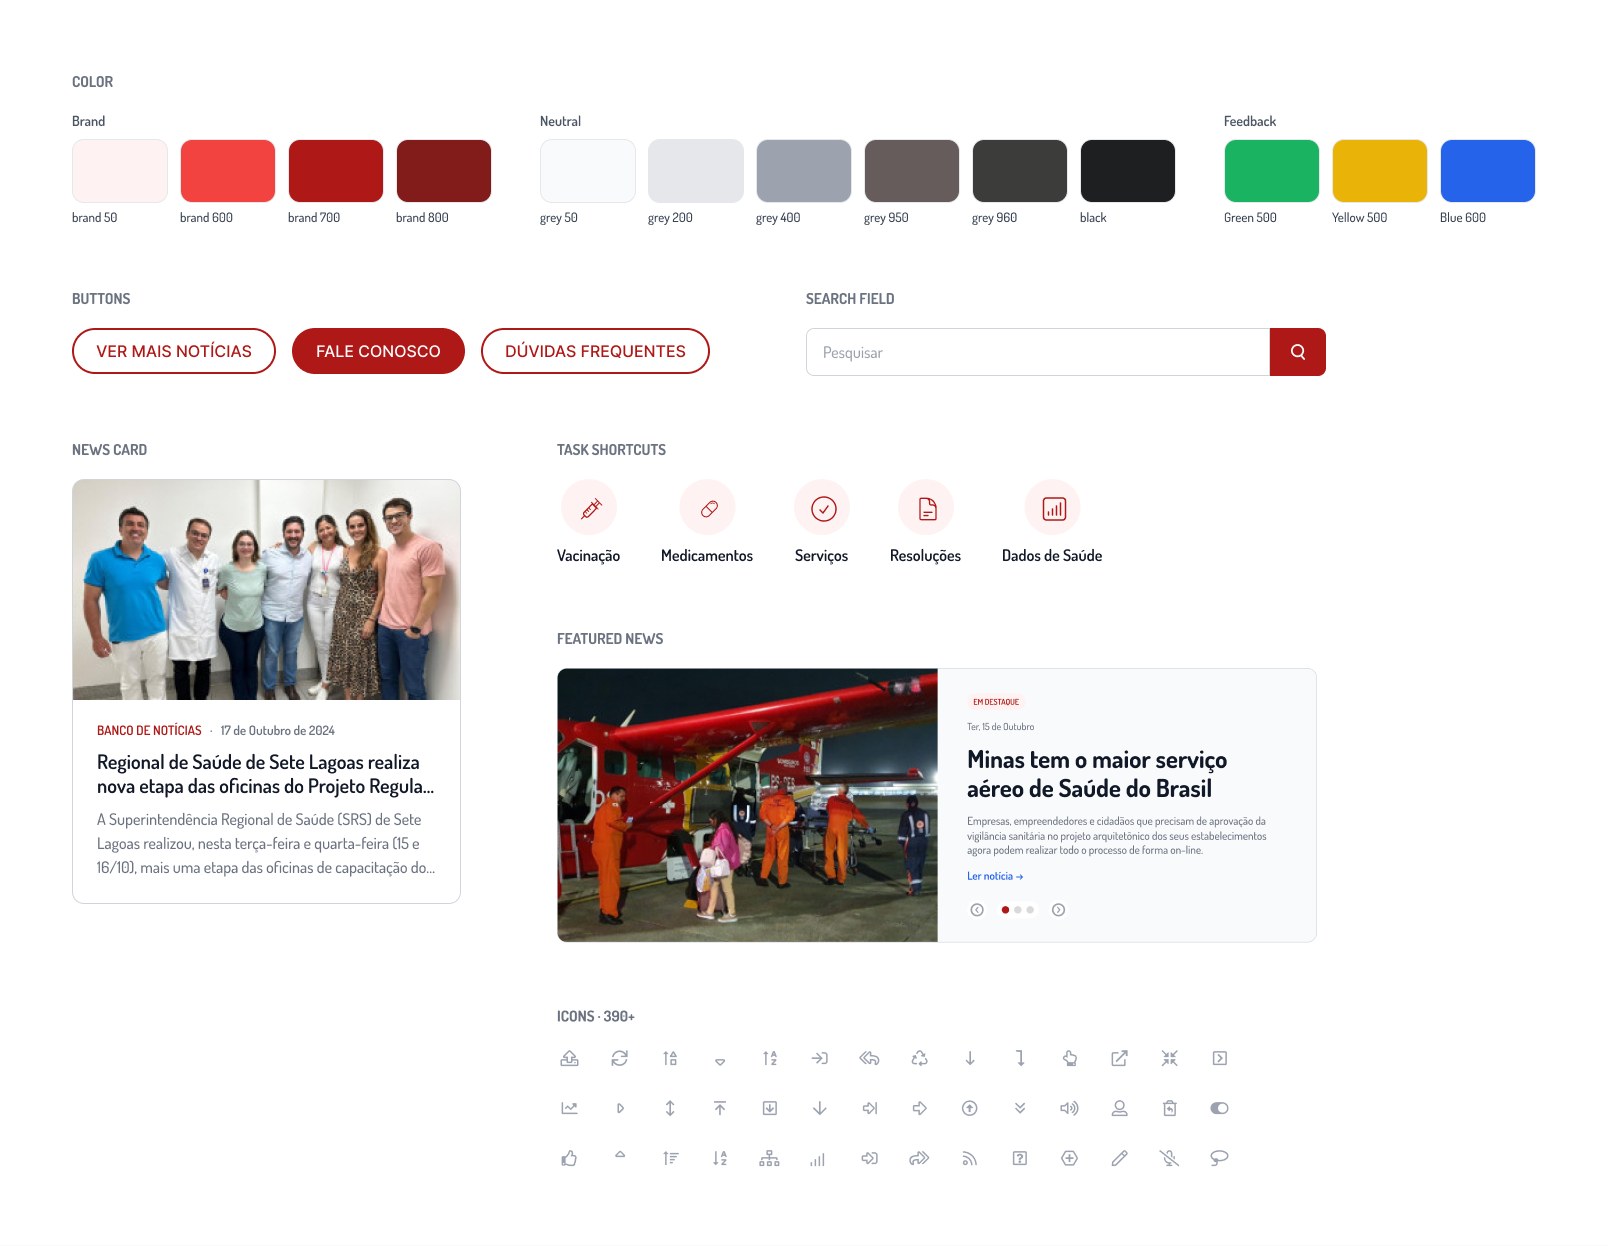 COLOR
Brand
Neutral
Feedback
brand 50
brand 600
brand 700
brand 800
grey 50
grey 200
grey 400
grey 950
grey 960
black
Green 500
Yellow 500
Blue 600
BUTTONS
SEARCH FIELD
VER MAIS NOTÍCIAS
FALE CONOSCO
DÚVIDAS FREQUENTES
Pesquisar
NEWS CARD
BANCO DE NOTÍCIAS · 17 de Outubro de 2024
Regional de Saúde de Sete Lagoas realiza
nova etapa das oficinas do Projeto Regula...
A Superintendência Regional de Saúde (SRS) de Sete
Lagoas realizou, nesta terça-feira e quarta-feira (15 e
16/10), mais uma etapa das oficinas de capacitação do...
TASK SHORTCUTS
Vacinação
Medicamentos
Serviços
Resoluções
Dados de Saúde
FEATURED NEWS
EM DESTAQUE
Ter, 15 de Outubro
Minas tem o maior serviço
aéreo de Saúde do Brasil
Empresas, empreendedores e cidadãos que precisam de aprovação da
vigilância sanitária no projeto arquitetônico dos seus estabelecimentos
agora podem realizar todo o processo de forma on-line.
Ler notícia →
ICONS · 390+